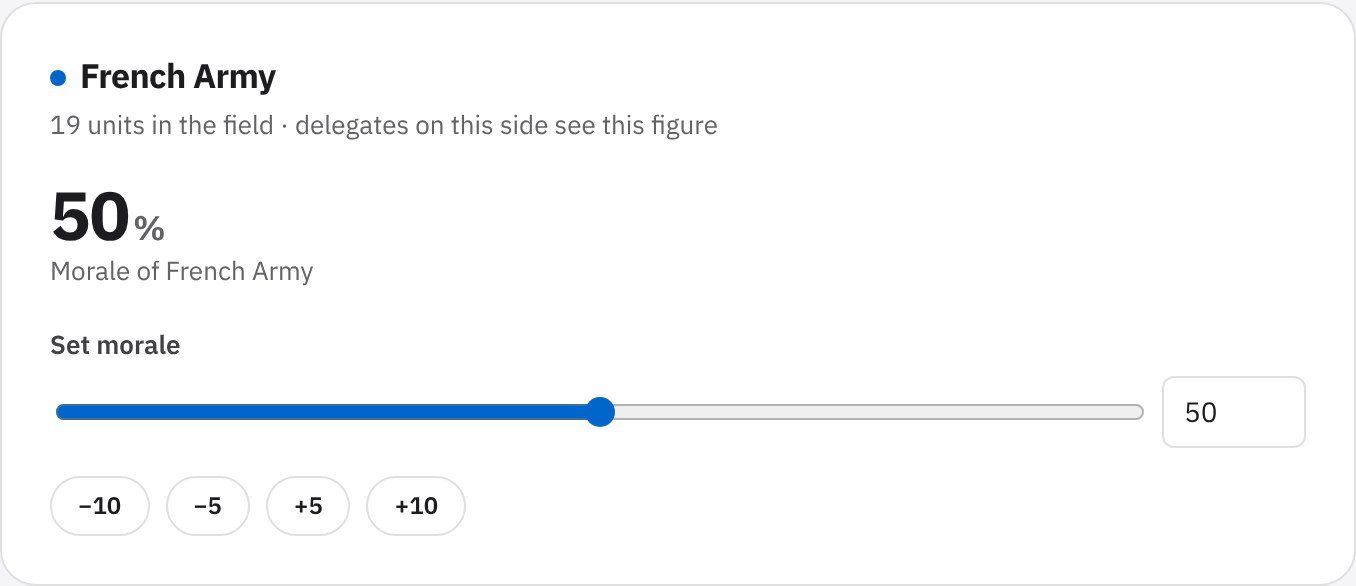 French Army
19 units in the field · delegates on this side see this figure
50%
Morale of French Army
Set morale
50
−10 −5 +5 +10